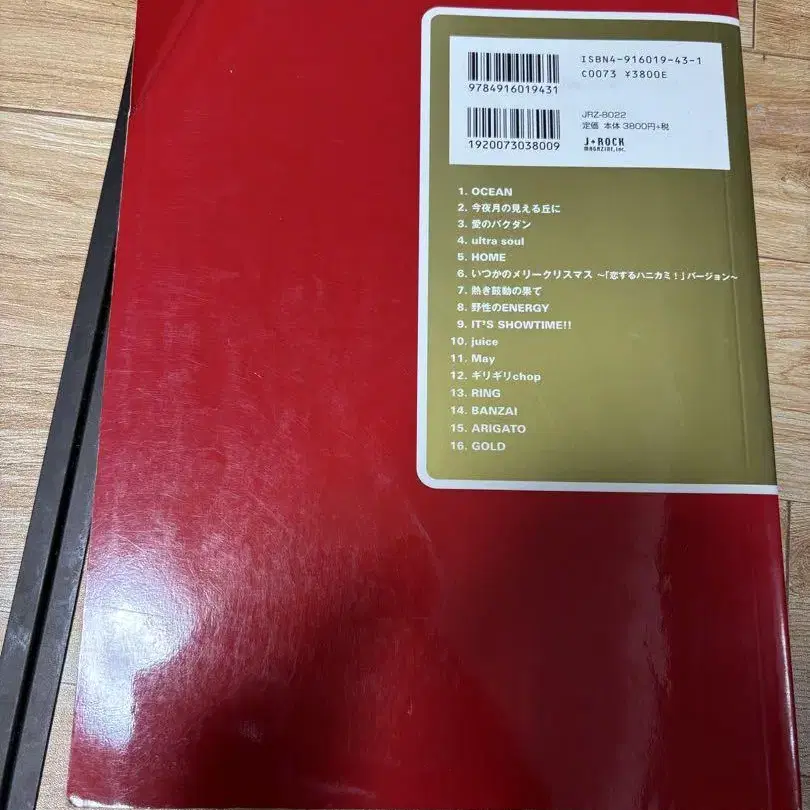 ISBN4-916019-43-1
C0073 ¥3800E
9784916019431
JRZ-8022
定価 本体 3800円+税
1920073038009
J★ROCK
MAGAZINE,inc.
1. OCEAN
2. 今夜月の見える丘に
3. 愛のバクダン
4. ultra soul
5. HOME
6. いつかのメリークリスマス ～「恋するハニカミ！」バージョン～
7. 熱き鼓動の果て
8. 野性のENERGY
9. IT'S SHOWTIME!!
10. juice
11. May
12. ギリギリchop
13. RING
14. BANZAI
15. ARIGATO
16. GOLD